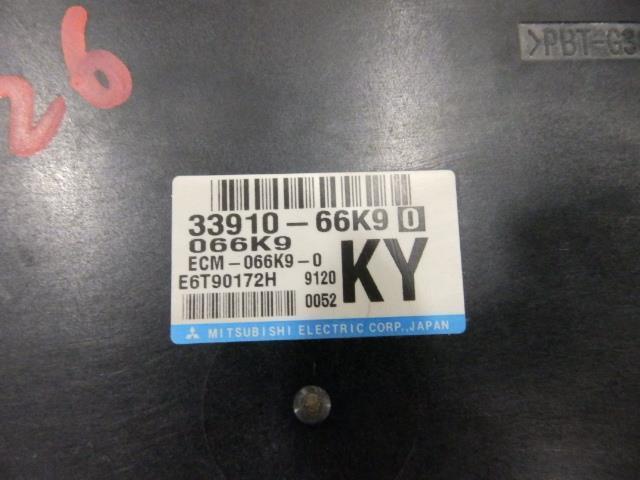 26
>PBT-G3
33910-66K9 0
066K9
ECM-066K9-0
KY
E6T90172H 9120
0052
MITSUBISHI ELECTRIC CORP.,JAPAN